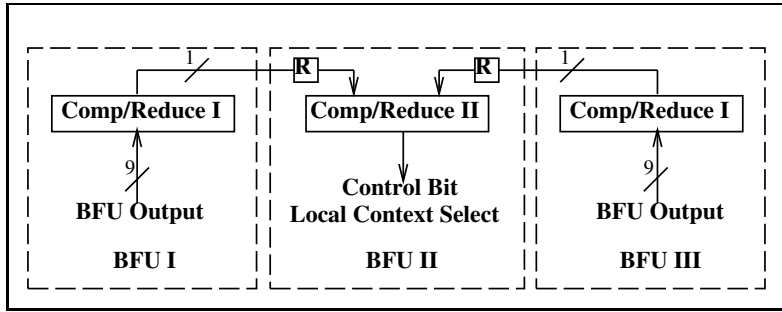 1
R
R
1
Comp/Reduce I
Comp/Reduce II
Comp/Reduce I
9
9
BFU Output
Control Bit
Local Context Select
BFU Output
BFU I
BFU II
BFU III